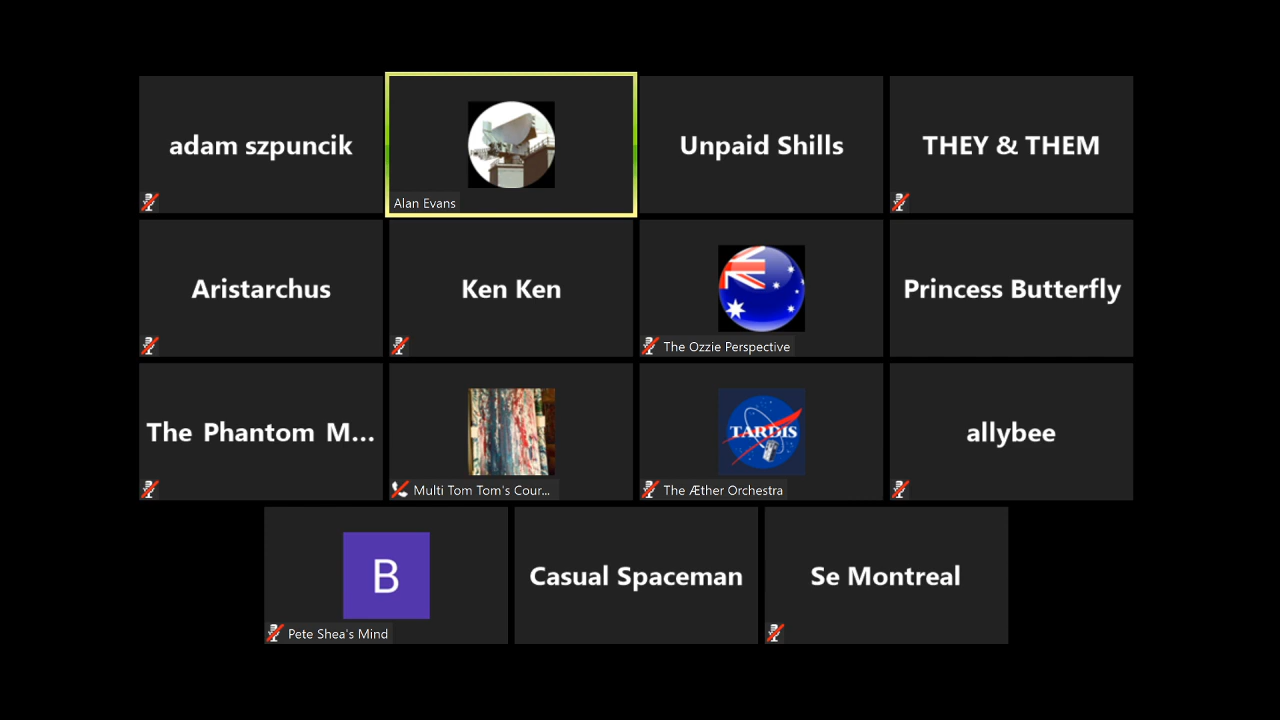 adam szpuncik
Alan Evans
Unpaid Shills
THEY & THEM
Aristarchus
Ken Ken
The Ozzie Perspective
Princess Butterfly
The Phantom M...
Multi Tom Tom's Cour...
TARDIS
The Æther Orchestra
allybee
B
Pete Shea's Mind
Casual Spaceman
Se Montreal